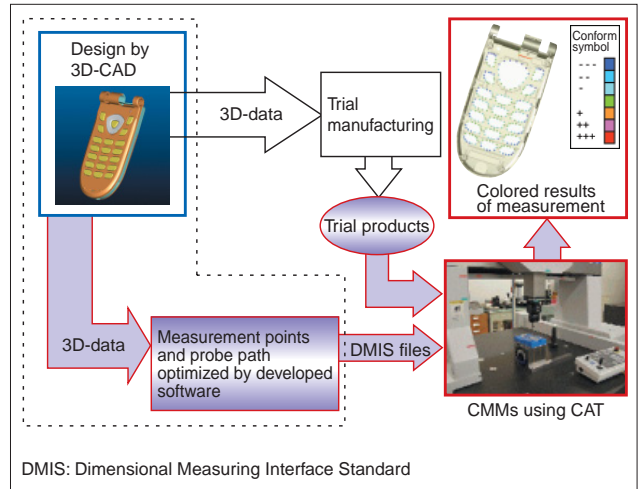 Design by
3D-CAD
3D-data
Trial
manufacturing
Conform
symbol
- - -
- -
-
+
++
+++
Colored results
of measurement
Trial products
3D-data
Measurement points
and probe path
optimized by developed
software
DMIS files
CMMs using CAT
DMIS: Dimensional Measuring Interface Standard